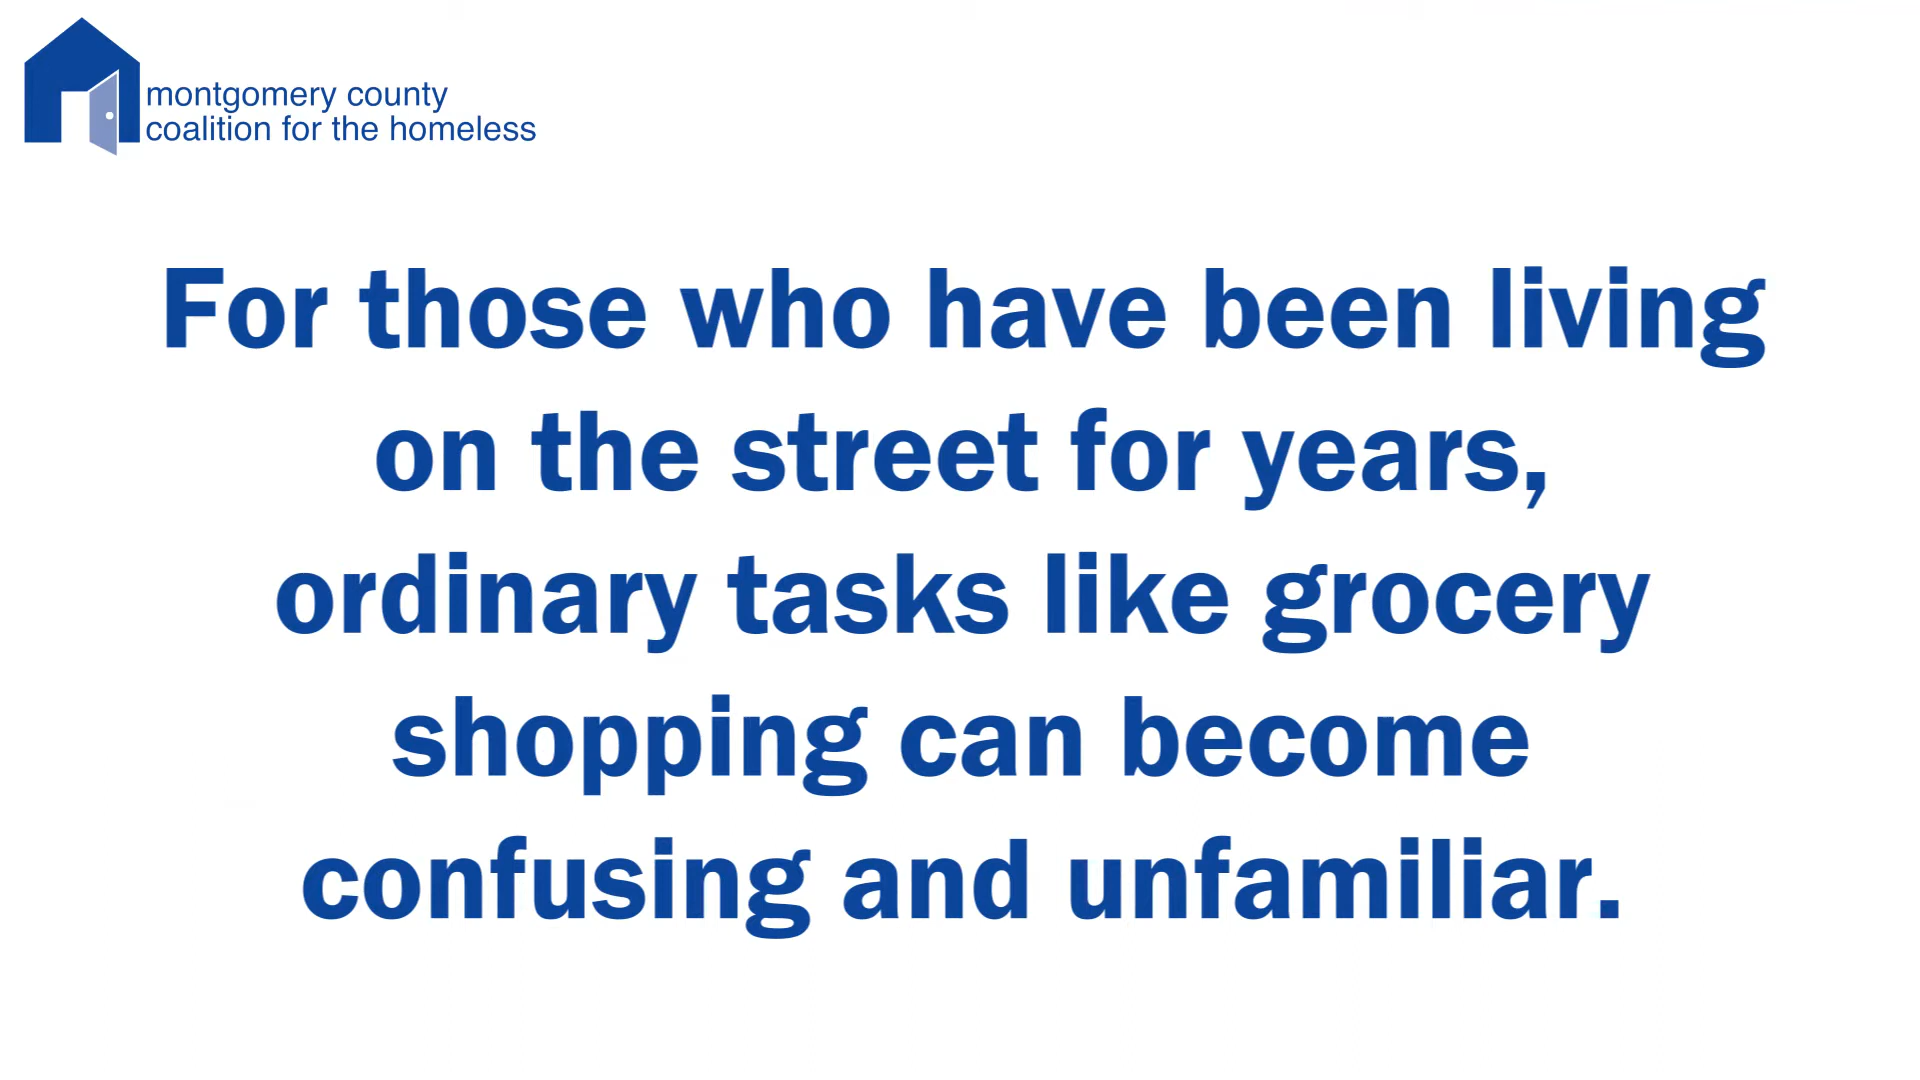 montgomery county
coalition for the homeless
For those who have been living
on the street for years,
ordinary tasks like grocery
shopping can become
confusing and unfamiliar.